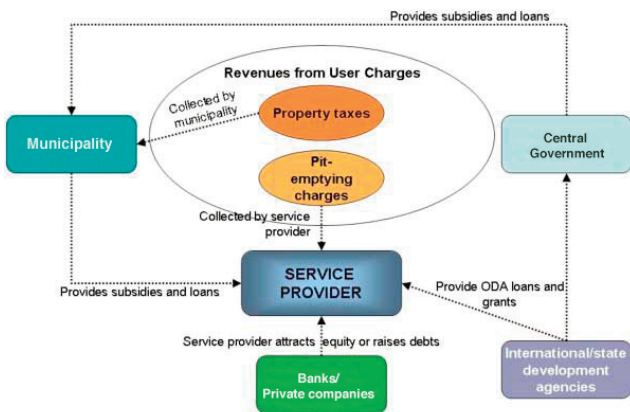 Provides subsidies and loans
Revenues from User Charges
Collected by
municipality
Property taxes
Municipality
Central
Government
Pit-
emptying
charges
Collected by service
provider
SERVICE
PROVIDER
Provides subsidies and loans
Provide ODA loans and
grants
Service provider attracts equity or raises debts
Banks/
Private companies
International/state
development
agencies